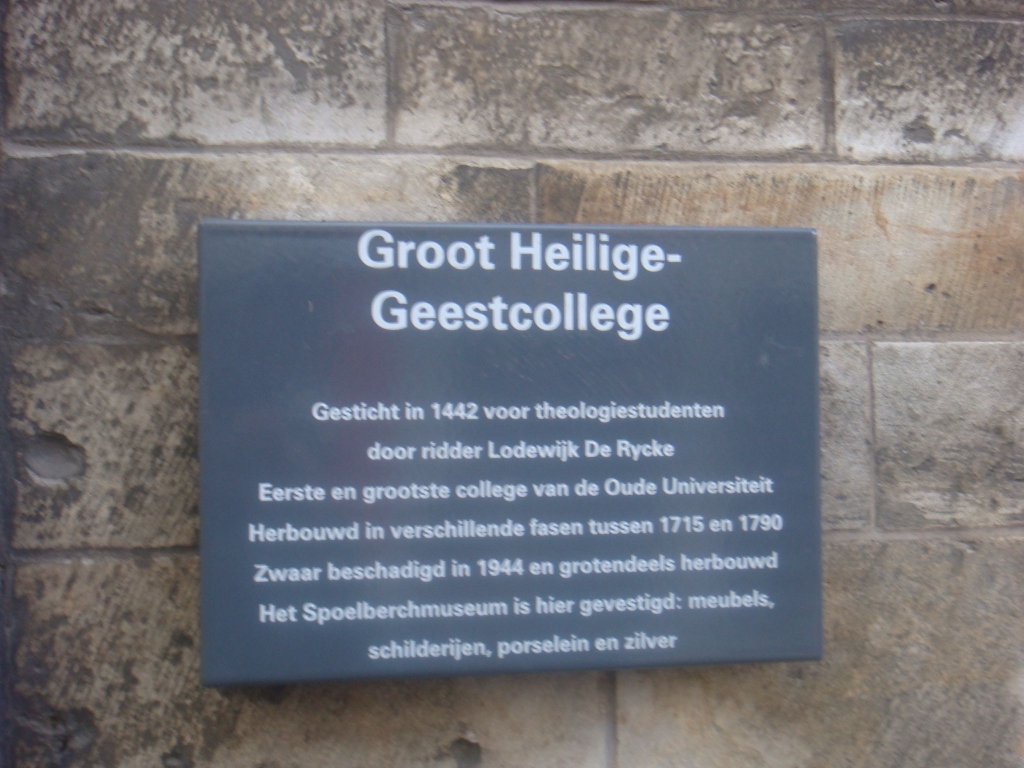 Groot Heilige-
Geestcollege
Gesticht in 1442 voor theologiestudenten
door ridder Lodewijk De Rycke
Eerste en grootste college van de Oude Universiteit
Herbouwd in verschillende fasen tussen 1715 en 1790
Zwaar beschadigd in 1944 en grotendeels herbouwd
Het Spoelberchmuseum is hier gevestigd: meubels,
schilderijen, porselein en zilver